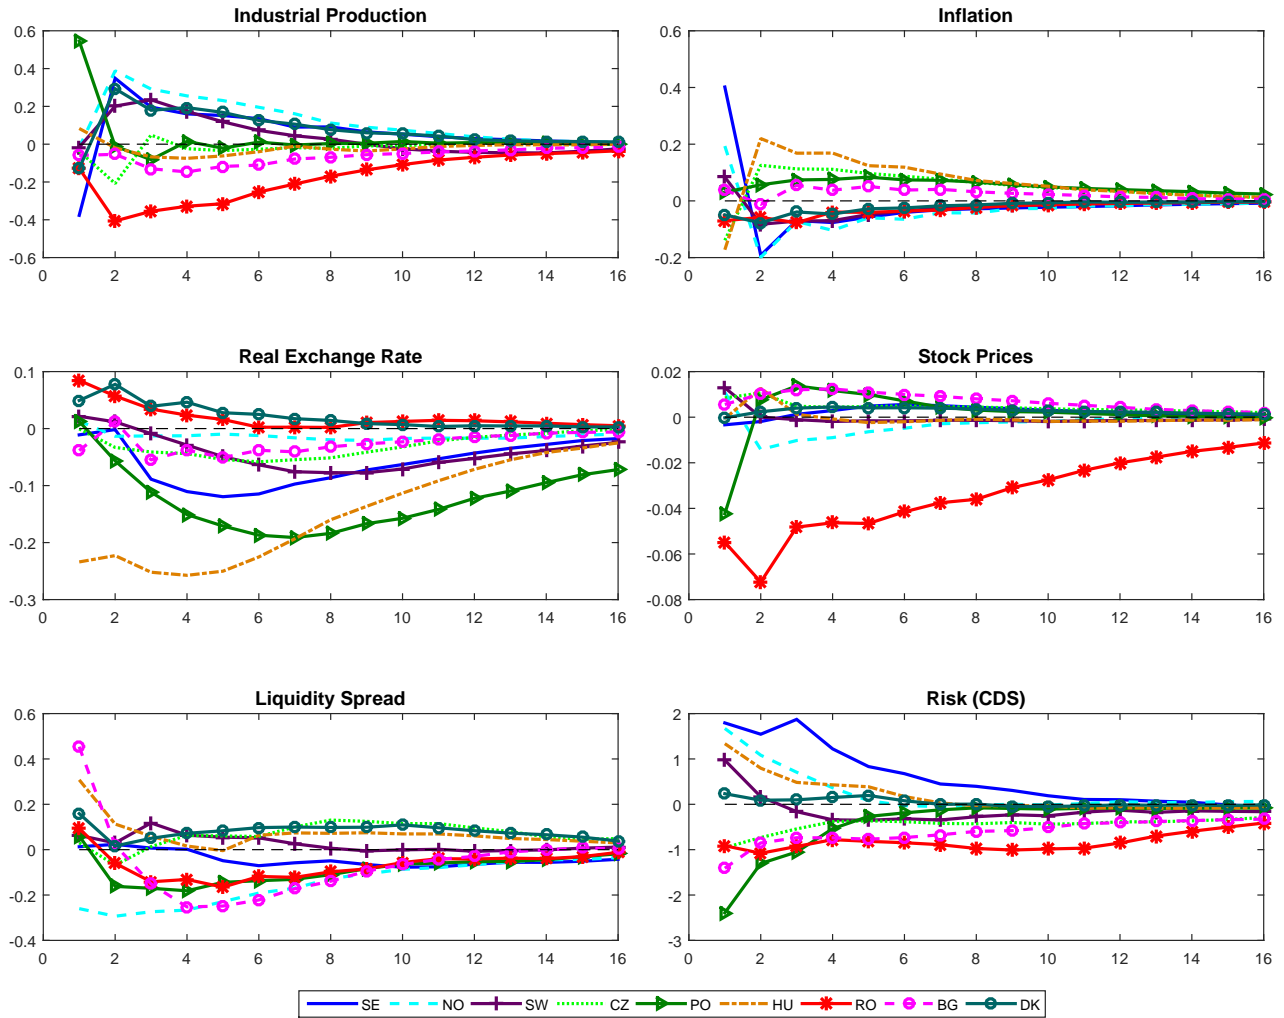 Industrial Production
0.6
0.4
0.2
0
-0.2
-0.4
-0.6
0 2 4 6 8 10 12 14 16
Inflation
0.6
0.4
0.2
0
-0.2
0 2 4 6 8 10 12 14 16
Real Exchange Rate
0.1
0
-0.1
-0.2
-0.3
0 2 4 6 8 10 12 14 16
Stock Prices
0.02
0
-0.02
-0.04
-0.06
-0.08
0 2 4 6 8 10 12 14 16
Liquidity Spread
0.6
0.4
0.2
0
-0.2
-0.4
0 2 4 6 8 10 12 14 16
Risk (CDS)
2
1
0
-1
-2
-3
0 2 4 6 8 10 12 14 16
SE NO SW CZ PO HU RO BG DK